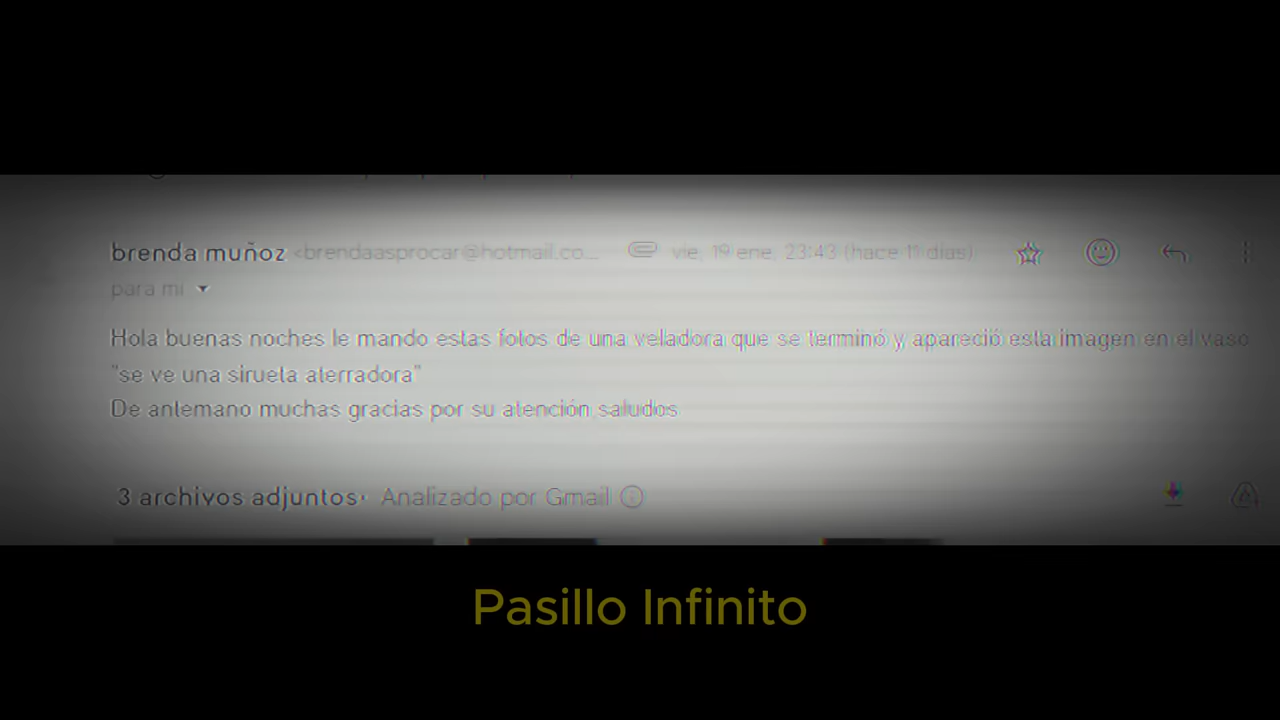 brenda muñoz <brendaasprocar@hotmail.co... vie, 19 ene, 23:43 (hace 11 días)
para mí
Hola buenas noches le mando estas fotos de una veladora que se terminó y apareció esta imagen en el vaso
"se ve una sirueta aterradora"
De antemano muchas gracias por su atención saludos
3 archivos adjuntos• Analizado por Gmail
Pasillo Infinito